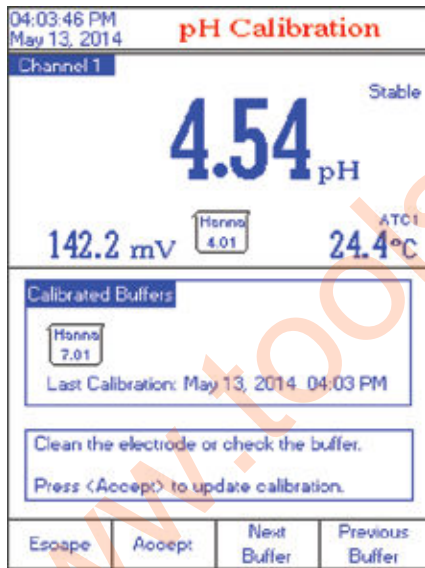 04:03:46 PM
May 13, 2014
pH Calibration
Channel 1
Stable
4.54 pH
Hanna
4.01
ATC1
142.2 mV
24.4°C
Calibrated Buffers
Hanna
7.01
Last Calibration: May 13, 2014 04:03 PM
Clean the electrode or check the buffer.
Press <Accept> to update calibration.
Escape
Accept
Next
Buffer
Previous
Buffer
www.tools